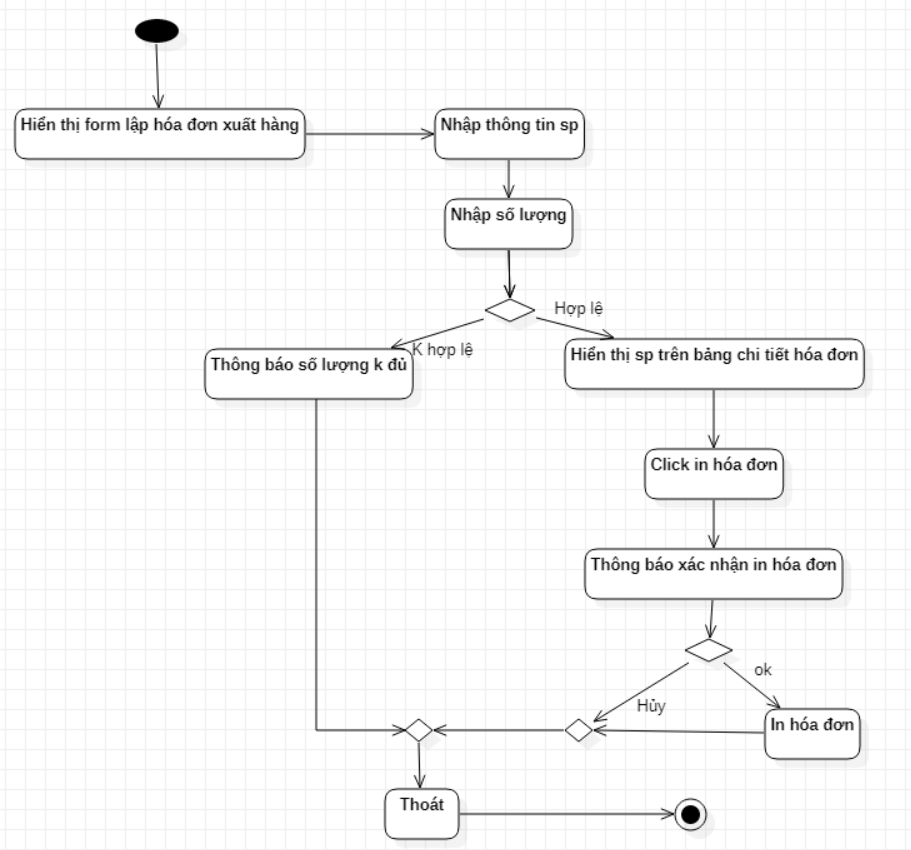 Hiển thị form lập hóa đơn xuất hàng
Nhập thông tin sp
Nhập số lượng
Hợp lệ
K hợp lệ
Thông báo số lượng k đủ
Hiển thị sp trên bảng chi tiết hóa đơn
Click in hóa đơn
Thông báo xác nhận in hóa đơn
ok
Hủy
In hóa đơn
Thoát